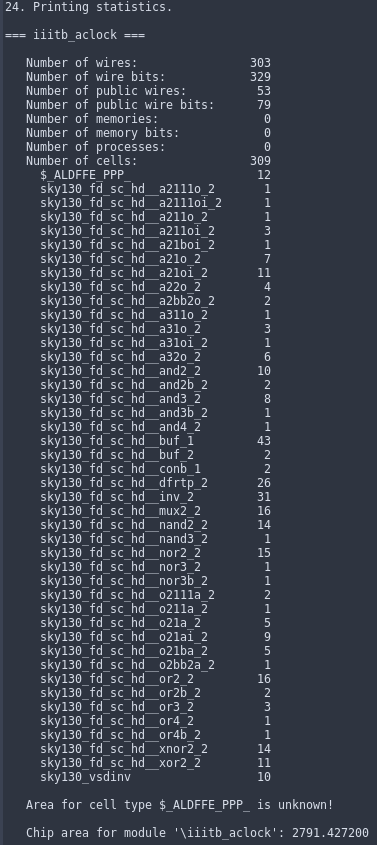 24. Printing statistics.

=== iiitb_aclock ===

   Number of wires:                303
   Number of wire bits:            329
   Number of public wires:          53
   Number of public wire bits:      79
   Number of memories:               0
   Number of memory bits:            0
   Number of processes:              0
   Number of cells:                309
     $_ALDFFE_PPP_                  12
     sky130_fd_sc_hd__a2111o_2       1
     sky130_fd_sc_hd__a2111oi_2      1
     sky130_fd_sc_hd__a211o_2        1
     sky130_fd_sc_hd__a211oi_2       3
     sky130_fd_sc_hd__a21boi_2       1
     sky130_fd_sc_hd__a21o_2         7
     sky130_fd_sc_hd__a21oi_2       11
     sky130_fd_sc_hd__a22o_2         4
     sky130_fd_sc_hd__a2bb2o_2       2
     sky130_fd_sc_hd__a311o_2        1
     sky130_fd_sc_hd__a31o_2         3
     sky130_fd_sc_hd__a31oi_2        1
     sky130_fd_sc_hd__a32o_2         6
     sky130_fd_sc_hd__and2_2        10
     sky130_fd_sc_hd__and2b_2        2
     sky130_fd_sc_hd__and3_2         8
     sky130_fd_sc_hd__and3b_2        1
     sky130_fd_sc_hd__and4_2         1
     sky130_fd_sc_hd__buf_1         43
     sky130_fd_sc_hd__buf_2          2
     sky130_fd_sc_hd__conb_1         2
     sky130_fd_sc_hd__dfrtp_2       26
     sky130_fd_sc_hd__inv_2         31
     sky130_fd_sc_hd__mux2_2        16
     sky130_fd_sc_hd__nand2_2       14
     sky130_fd_sc_hd__nand3_2        1
     sky130_fd_sc_hd__nor2_2        15
     sky130_fd_sc_hd__nor3_2         1
     sky130_fd_sc_hd__nor3b_2        1
     sky130_fd_sc_hd__o2111a_2       2
     sky130_fd_sc_hd__o211a_2        1
     sky130_fd_sc_hd__o21a_2         5
     sky130_fd_sc_hd__o21ai_2        9
     sky130_fd_sc_hd__o21ba_2        5
     sky130_fd_sc_hd__o2bb2a_2       1
     sky130_fd_sc_hd__or2_2         16
     sky130_fd_sc_hd__or2b_2         2
     sky130_fd_sc_hd__or3_2          3
     sky130_fd_sc_hd__or4_2          1
     sky130_fd_sc_hd__or4b_2         1
     sky130_fd_sc_hd__xnor2_2       14
     sky130_fd_sc_hd__xor2_2        11
     sky130_vsdinv                  10

   Area for cell type $_ALDFFE_PPP_ is unknown!

   Chip area for module '\iiitb_aclock': 2791.427200